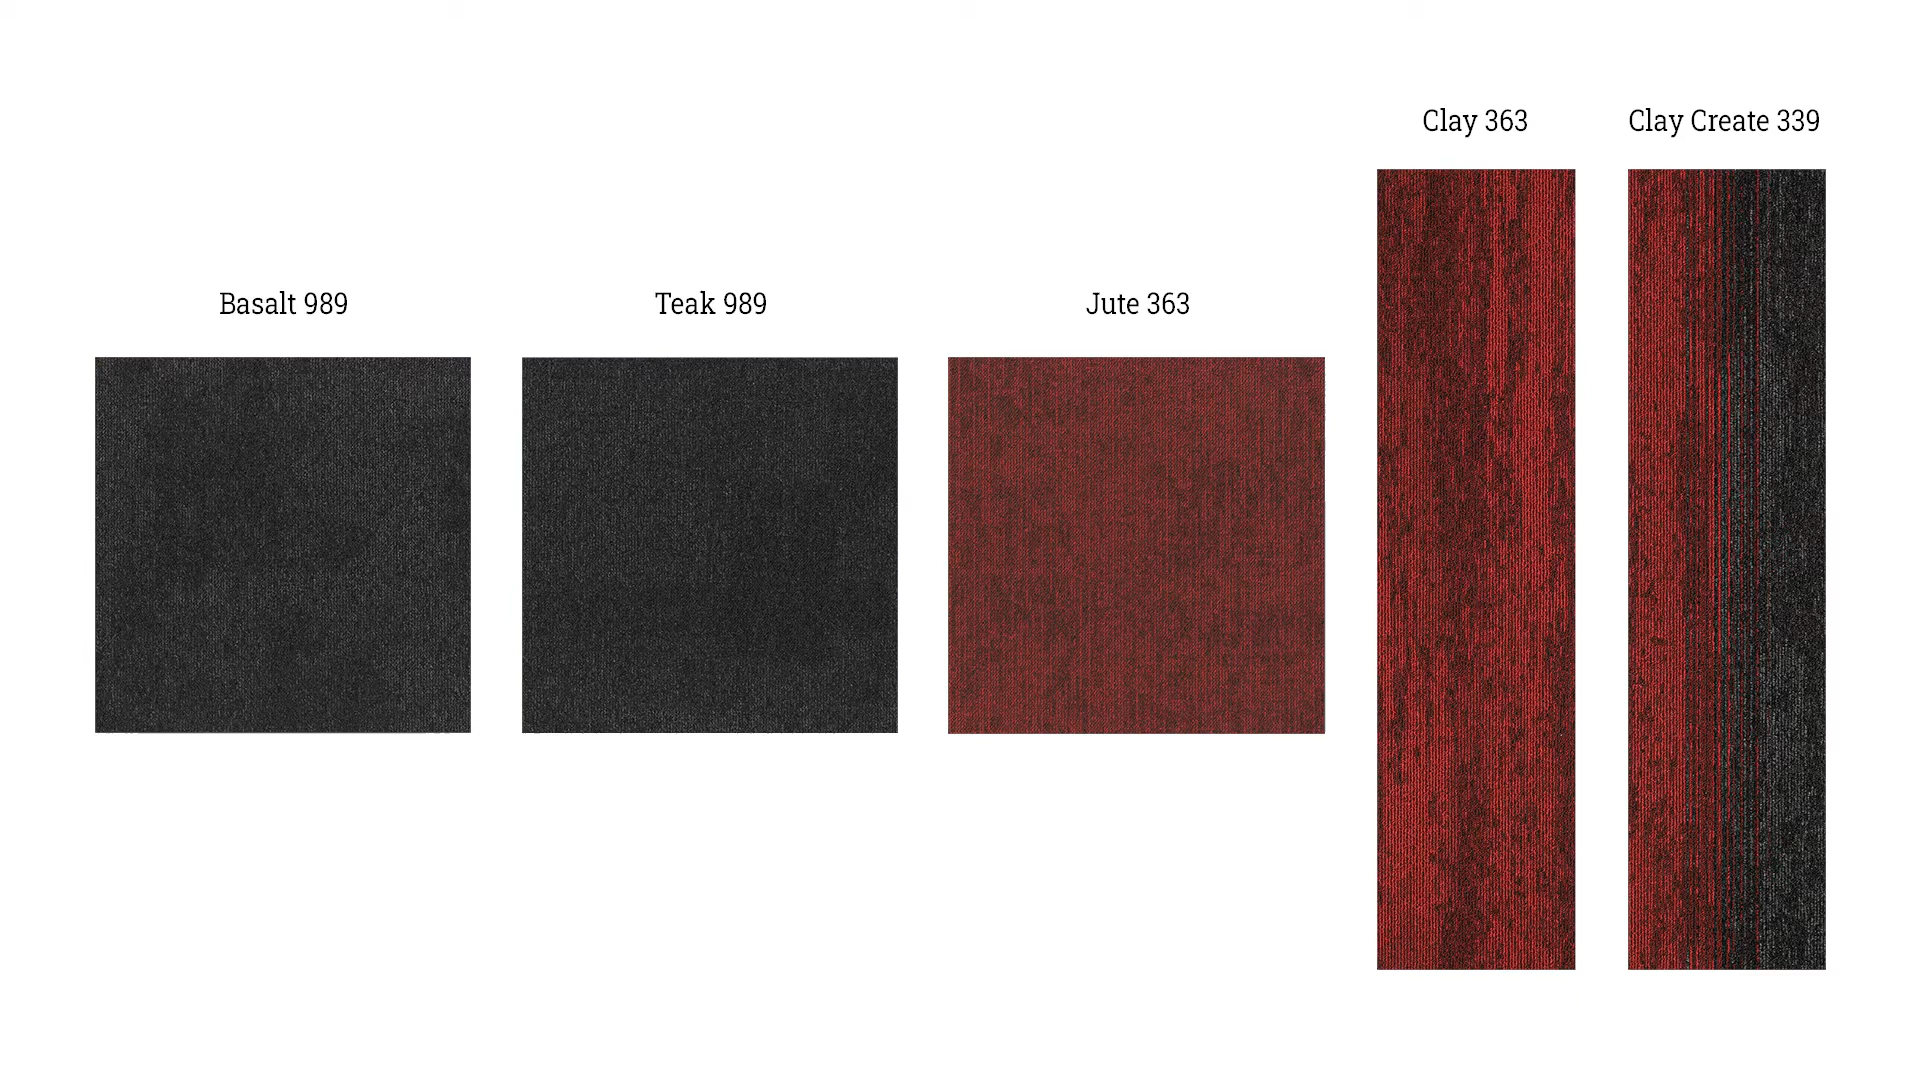 Clay 363
Clay Create 339
Basalt 989
Teak 989
Jute 363